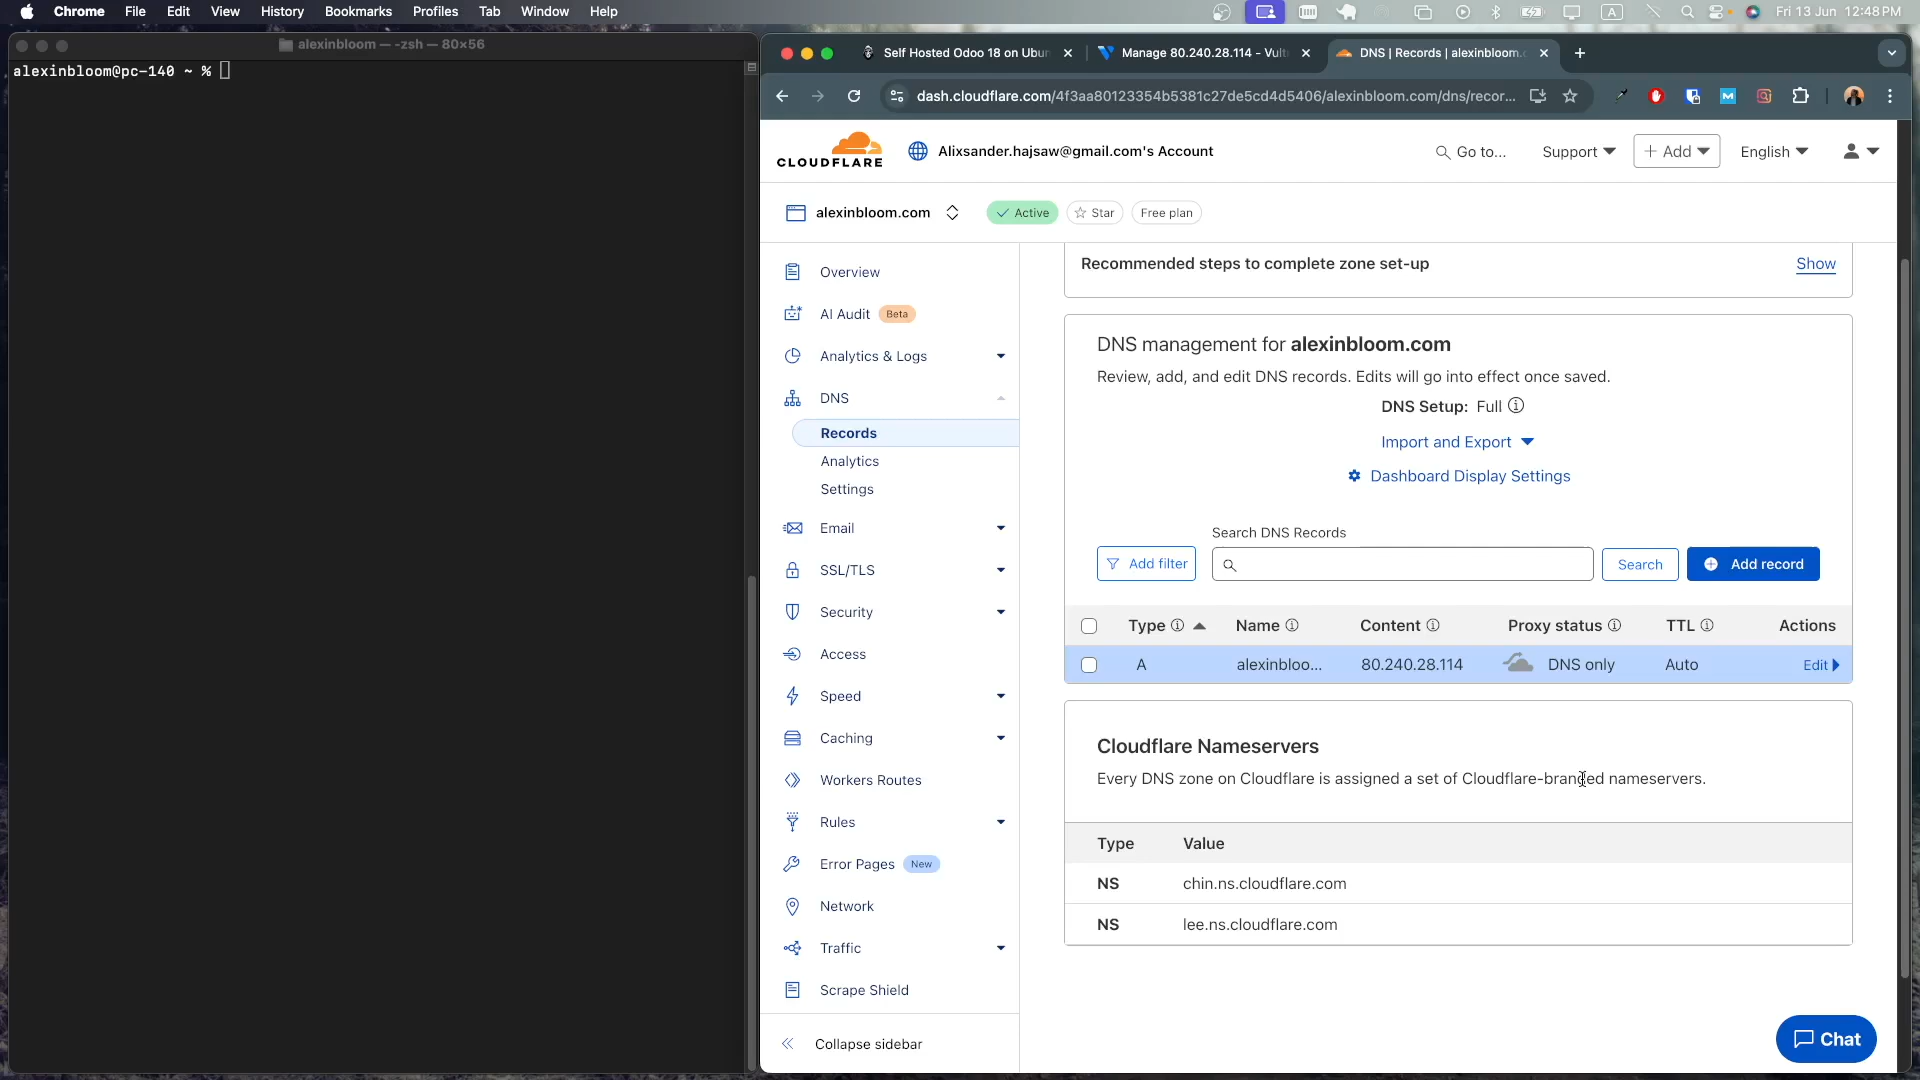 Chrome File Edit View History Bookmarks Profiles Tab Window Help
A
Fri 13 Jun 12:48 PM
alexinbloom — -zsh — 80×56
alexinbloom@pc-140 ~ %
Self Hosted Odoo 18 on Ubun
Manage 80.240.28.114 - Vult
DNS | Records | alexinbloom.c
dash.cloudflare.com/4f3aa80123354b5381c27de5cd4d5406/alexinbloom.com/dns/recor...
CLOUDFLARE
Alixsander.hajsaw@gmail.com's Account
Go to...
Support
+ Add
English
alexinbloom.com
Active
Star
Free plan
Overview
AI Audit Beta
Analytics & Logs
DNS
Records
Analytics
Settings
Email
SSL/TLS
Security
Access
Speed
Caching
Workers Routes
Rules
Error Pages New
Network
Traffic
Scrape Shield
Collapse sidebar
Recommended steps to complete zone set-up
Show
DNS management for alexinbloom.com
Review, add, and edit DNS records. Edits will go into effect once saved.
DNS Setup: Full
Import and Export
Dashboard Display Settings
Search DNS Records
Add filter
Search
Add record
Type Name Content Proxy status TTL Actions
A alexinbloo... 80.240.28.114 DNS only Auto Edit
Cloudflare Nameservers
Every DNS zone on Cloudflare is assigned a set of Cloudflare-branded nameservers.
Type Value
NS chin.ns.cloudflare.com
NS lee.ns.cloudflare.com
Chat